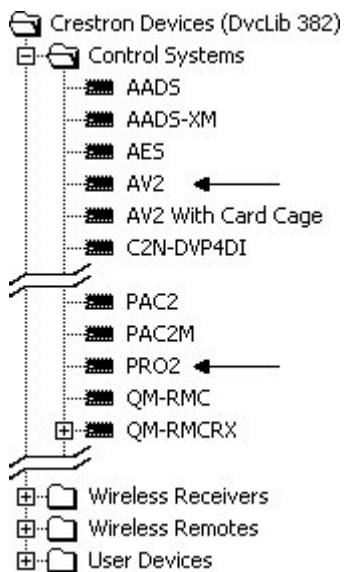 Crestron Devices (DvcLib 382)
Control Systems
AADS
AADS-XM
AES
AV2
AV2 With Card Cage
C2N-DVP4DI
PAC2
PAC2M
PRO2
QM-RMC
QM-RMCRX
Wireless Receivers
Wireless Remotes
User Devices